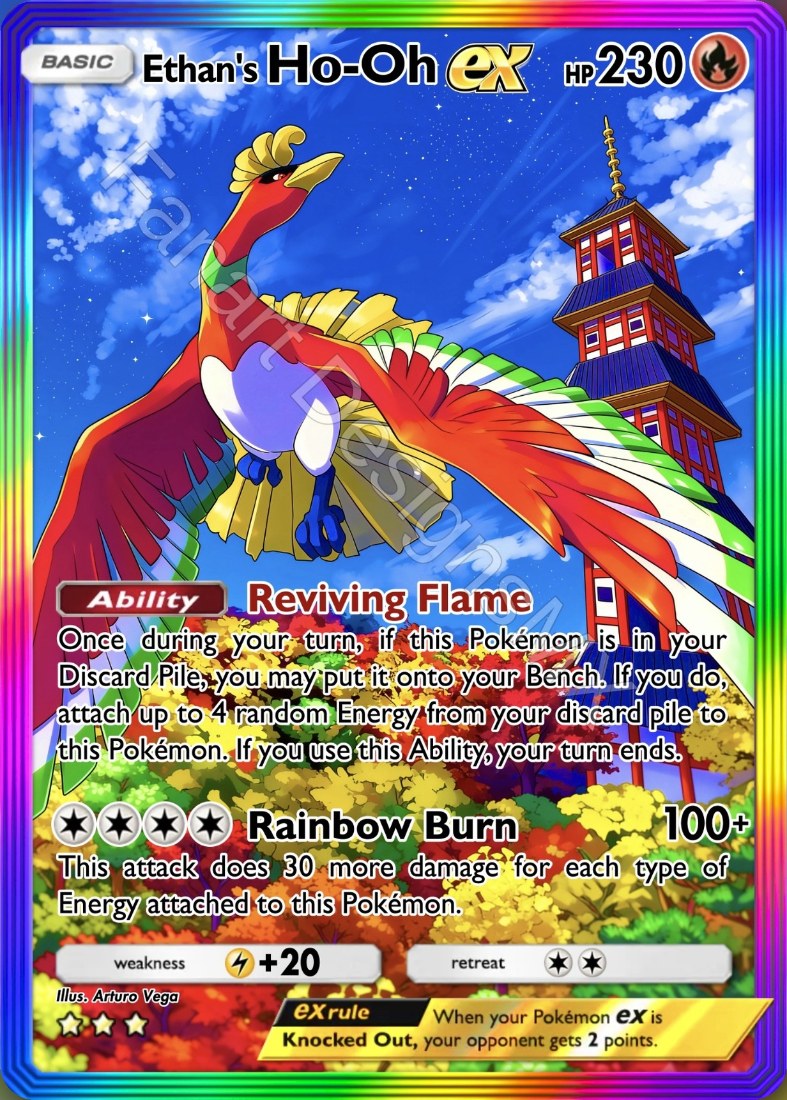 BASIC Ethan's Ho-Oh ex HP 230
Fanart DesignsMX
Ability Reviving Flame
Once during your turn, if this Pokémon is in your
Discard Pile, you may put it onto your Bench. If you do,
attach up to 4 random Energy from your discard pile to
this Pokémon. If you use this Ability, your turn ends.
Rainbow Burn 100+
This attack does 30 more damage for each type of
Energy attached to this Pokémon.
weakness +20 retreat
Illus. Arturo Vega
ex rule When your Pokémon ex is
Knocked Out, your opponent gets 2 points.